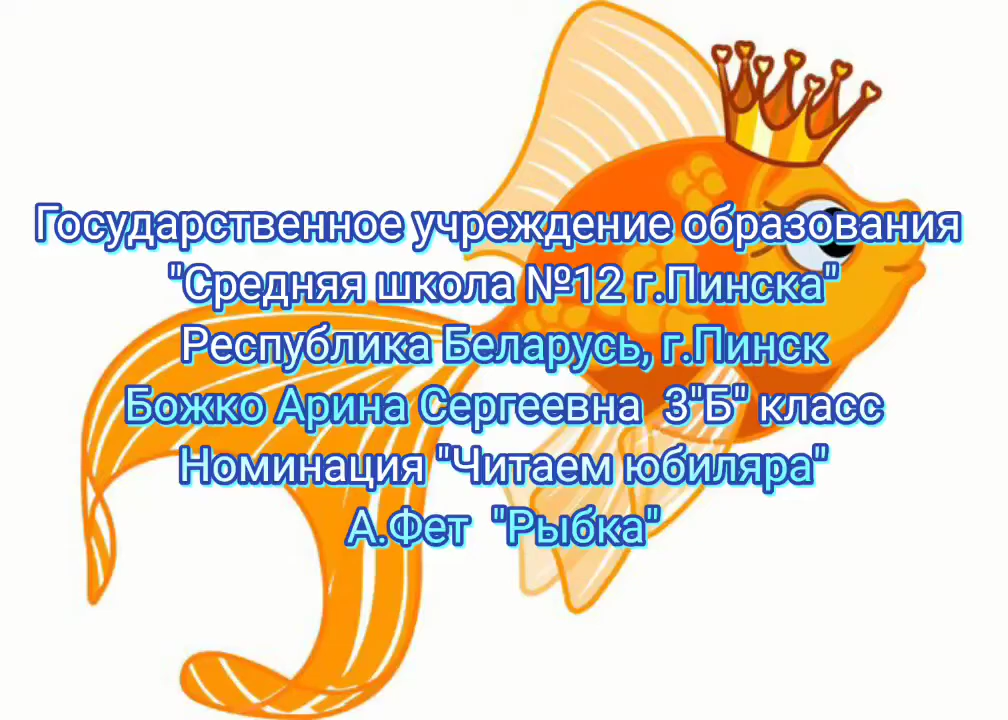 Государственное учреждение образования
"Средняя школа №12 г.Пинска"
Республика Беларусь, г.Пинск
Божко Арина Сергеевна 3"Б" класс
Номинация "Читаем юбиляра"
А.Фет "Рыбка"